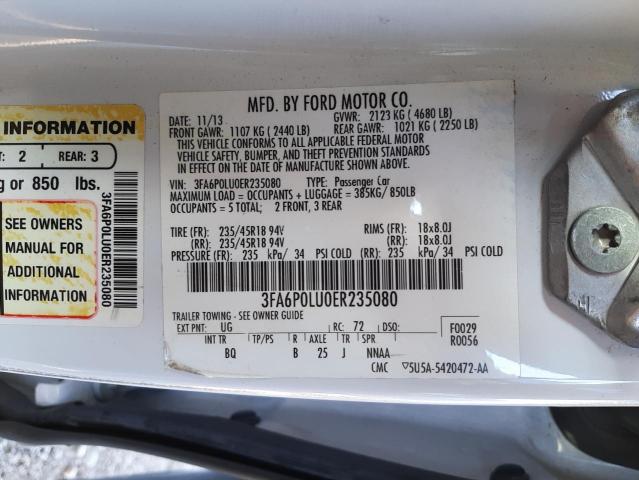 INFORMATION
T: 2 REAR: 3
g or 850 lbs.
SEE OWNERS
MANUAL FOR
ADDITIONAL
INFORMATION
3FA6P0LU0ER235080
MFD. BY FORD MOTOR CO.
DATE: 11/13 GVWR: 2123 KG ( 4680 LB)
FRONT GAWR: 1107 KG ( 2440 LB) REAR GAWR: 1021 KG ( 2250 LB)
THIS VEHICLE CONFORMS TO ALL APPLICABLE FEDERAL MOTOR
VEHICLE SAFETY, BUMPER, AND THEFT PREVENTION STANDARDS
IN EFFECT ON THE DATE OF MANUFACTURE SHOWN ABOVE.
VIN: 3FA6P0LU0ER235080 TYPE: Passenger Car
MAXIMUM LOAD = OCCUPANTS + LUGGAGE = 385KG/ 850LB
OCCUPANTS = 5 TOTAL; 2 FRONT, 3 REAR
TIRE (FR): 235/45R18 94V RIMS (FR): 18x8.0J
(RR): 235/45R18 94V (RR): 18x8.0J
PRESSURE (FR): 235 kPa/ 34 PSI COLD (RR): 235 kPa/ 34 PSI COLD
3FA6P0LU0ER235080
TRAILER TOWING - SEE OWNER GUIDE
EXT PNT: UG RC: 72 DSO: F0029
R0056
INT TR TP/PS R AXLE TR SPR
BQ B 25 J NNAA
CMC ▽5U5A-5420472-AA